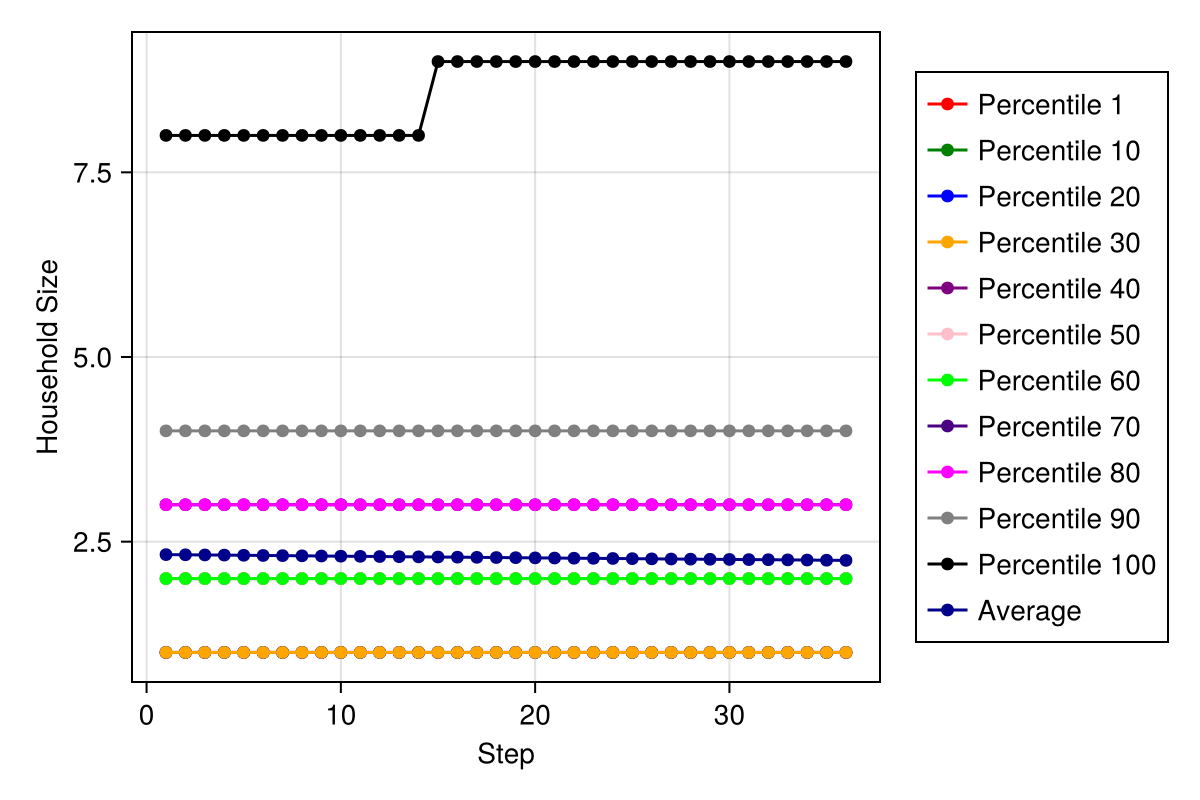 7.5
5.0
2.5
Household Size
0 10 20 30
Step
Percentile 1
Percentile 10
Percentile 20
Percentile 30
Percentile 40
Percentile 50
Percentile 60
Percentile 70
Percentile 80
Percentile 90
Percentile 100
Average